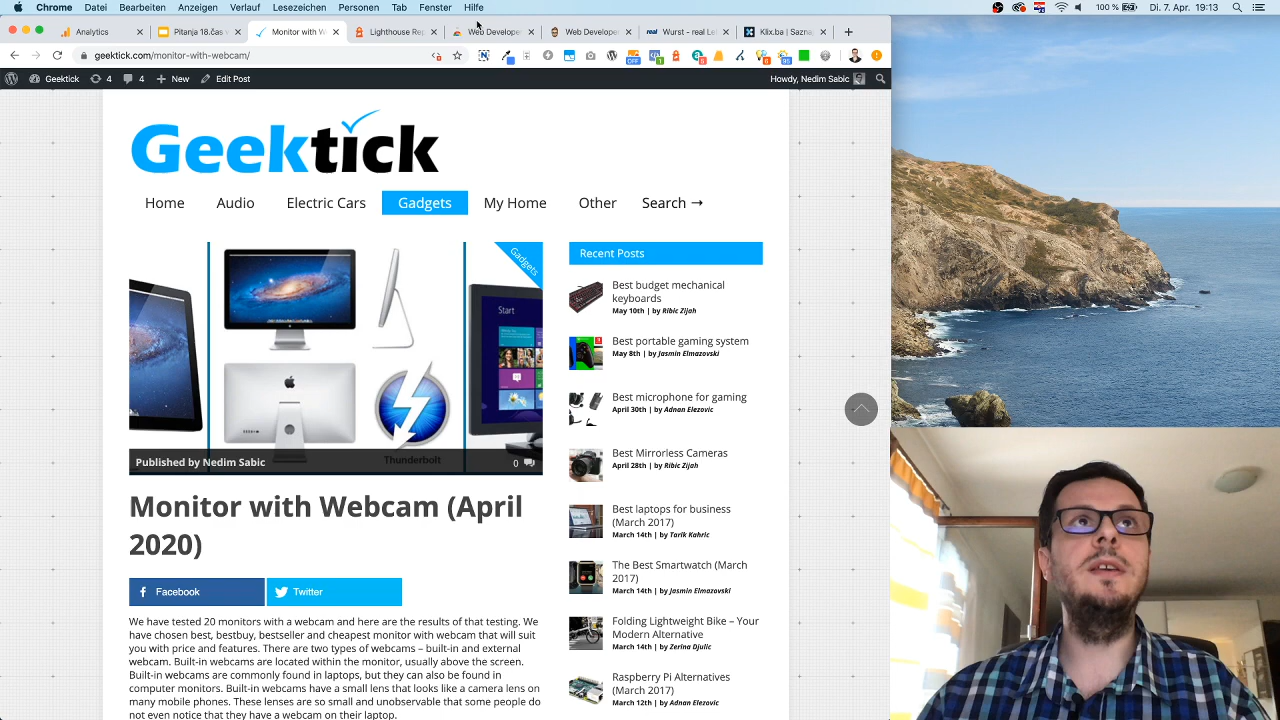 Chrome Ablage Bearbeiten Anzeigen Verlauf Lesezeichen Personen Tab Fenster Hilfe
100 % Di. 7. Apr. 19:13
Analytics
Pitanja 18.čas
Monitor with W
Lighthouse Rep
Web Develope
Web Develope
real Wurst - rel
Klix.ba | Sazna
geektick.com/monitor-with-webcam/
Geektick 4 4 New Edit Post
Howdy, Nedim Sabic
Geektick
Home Audio Electric Cars Gadgets My Home Other Search →
Gadgets
Start
Thunderbolt
Published by Nedim Sabic 0
Monitor with Webcam (April
2020)
Facebook
Twitter
We have tested 20 monitors with a webcam and here are the results of that testing. We
have chosen best, bestbuy, bestseller and cheapest monitor with webcam that will suit
you with price and features. There are two types of webcams – built-in and external
webcam. Built-in webcams are located within the monitor, usually above the screen.
Built-in webcams are commonly found in laptops, but they can also be found in
computer monitors. Built-in webcams have a small lens that looks like a camera lens on
many mobile phones. These lenses are so small and unobservable that some people do
not even notice that they have a webcam on their laptop.
Recent Posts
Best budget mechanical
keyboards
May 10th | by Ribic Zijah
Best portable gaming system
May 8th | by Jasmin Elmazovski
Best microphone for gaming
April 30th | by Adnan Elezovic
Best Mirrorless Cameras
April 28th | by Ribic Zijah
Best laptops for business
(March 2017)
March 14th | by Tarik Kahric
The Best Smartwatch (March
2017)
March 14th | by Jasmin Elmazovski
Folding Lightweight Bike – Your
Modern Alternative
March 14th | by Zerina Djulic
Raspberry Pi Alternatives
(March 2017)
March 12th | by Adnan Elezovic